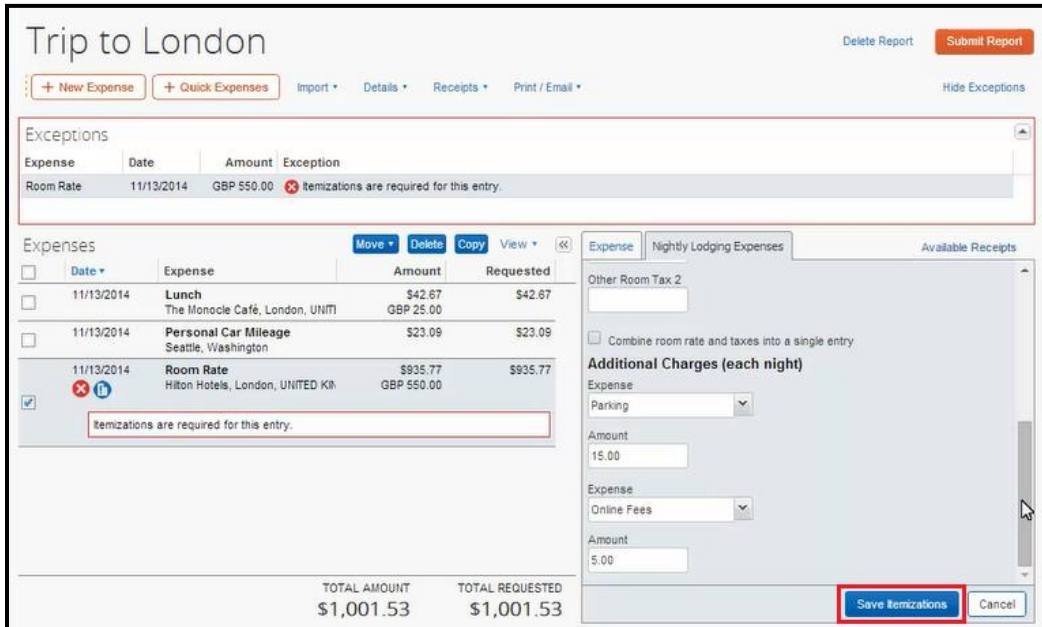 Trip to London
Delete Report
Submit Report
+ New Expense
+ Quick Expenses
Import
Details
Receipts
Print / Email
Hide Exceptions
Exceptions
Expense Date Amount Exception
Room Rate 11/13/2014 GBP 550.00 Itemizations are required for this entry.
Expenses
Move Delete Copy View
Date Expense Amount Requested
11/13/2014 Lunch $42.67 $42.67
The Monocle Café, London, UNITI GBP 25.00
11/13/2014 Personal Car Mileage $23.09 $23.09
Seattle, Washington
11/13/2014 Room Rate $935.77 $935.77
Hilton Hotels, London, UNITED KIN GBP 550.00
Itemizations are required for this entry.
TOTAL AMOUNT TOTAL REQUESTED
$1,001.53 $1,001.53
Expense Nightly Lodging Expenses Available Receipts
Other Room Tax 2
Combine room rate and taxes into a single entry
Additional Charges (each night)
Expense
Parking
Amount
15.00
Expense
Online Fees
Amount
5.00
Save Itemizations Cancel